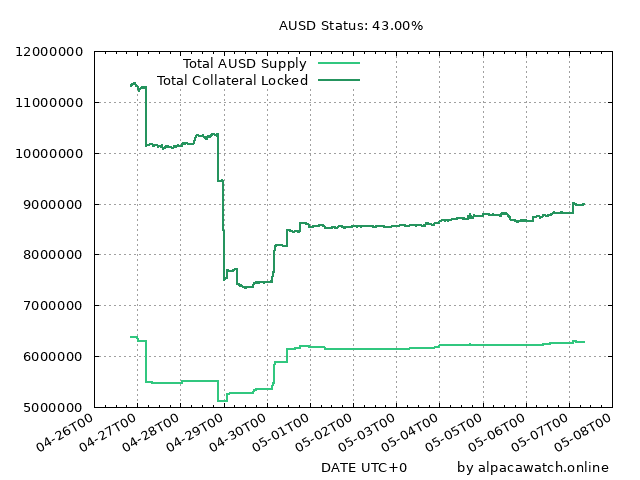 AUSD Status: 43.00%
12000000
11000000
10000000
9000000
8000000
7000000
6000000
5000000
Total AUSD Supply
Total Collateral Locked
04-26T00
04-27T00
04-28T00
04-29T00
04-30T00
05-01T00
05-02T00
05-03T00
05-04T00
05-05T00
05-06T00
05-07T00
05-08T00
DATE UTC+0
by alpacawatch.online